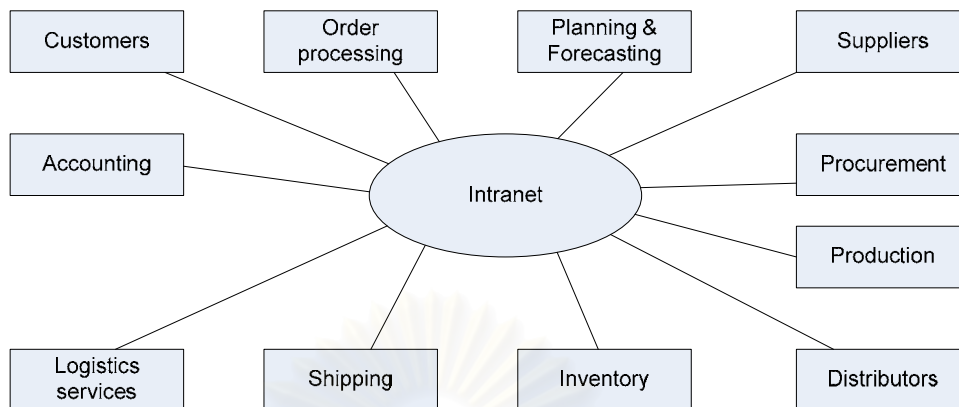 Customers
Order
processing
Planning &
Forecasting
Suppliers
Accounting
Intranet
Procurement
Production
Logistics
services
Shipping
Inventory
Distributors